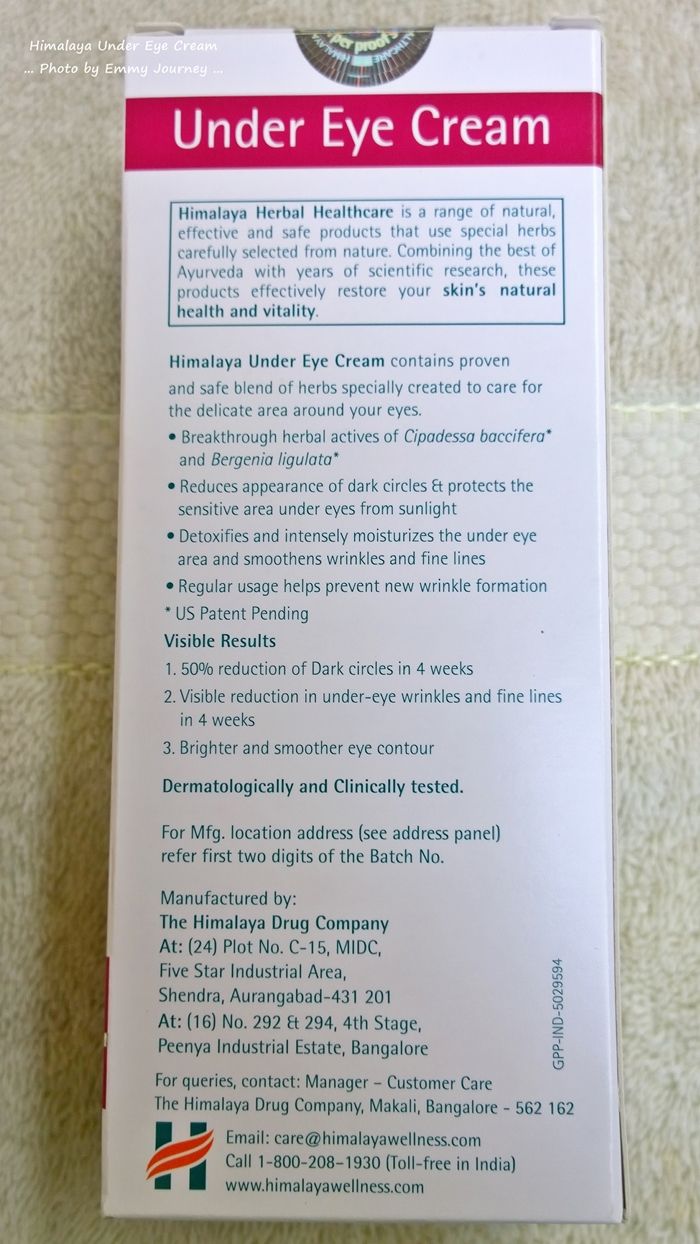 Himalaya Under Eye Cream
... Photo by Emmy Journey ...
per proof
HIMALAYA
Under Eye Cream
Himalaya Herbal Healthcare is a range of natural,
effective and safe products that use special herbs
carefully selected from nature. Combining the best of
Ayurveda with years of scientific research, these
products effectively restore your skin's natural
health and vitality.
Himalaya Under Eye Cream contains proven
and safe blend of herbs specially created to care for
the delicate area around your eyes.
• Breakthrough herbal actives of Cipadessa baccifera*
and Bergenia ligulata*
• Reduces appearance of dark circles & protects the
sensitive area under eyes from sunlight
• Detoxifies and intensely moisturizes the under eye
area and smoothens wrinkles and fine lines
• Regular usage helps prevent new wrinkle formation
* US Patent Pending
Visible Results
1. 50% reduction of Dark circles in 4 weeks
2. Visible reduction in under-eye wrinkles and fine lines
in 4 weeks
3. Brighter and smoother eye contour
Dermatologically and Clinically tested.
For Mfg. location address (see address panel)
refer first two digits of the Batch No.
Manufactured by:
The Himalaya Drug Company
At: (24) Plot No. C-15, MIDC,
Five Star Industrial Area,
Shendra, Aurangabad-431 201
At: (16) No. 292 & 294, 4th Stage,
Peenya Industrial Estate, Bangalore
GPP-IND-5029594
For queries, contact: Manager – Customer Care
The Himalaya Drug Company, Makali, Bangalore - 562 162
Email: care@himalayawellness.com
Call 1-800-208-1930 (Toll-free in India)
www.himalayawellness.com